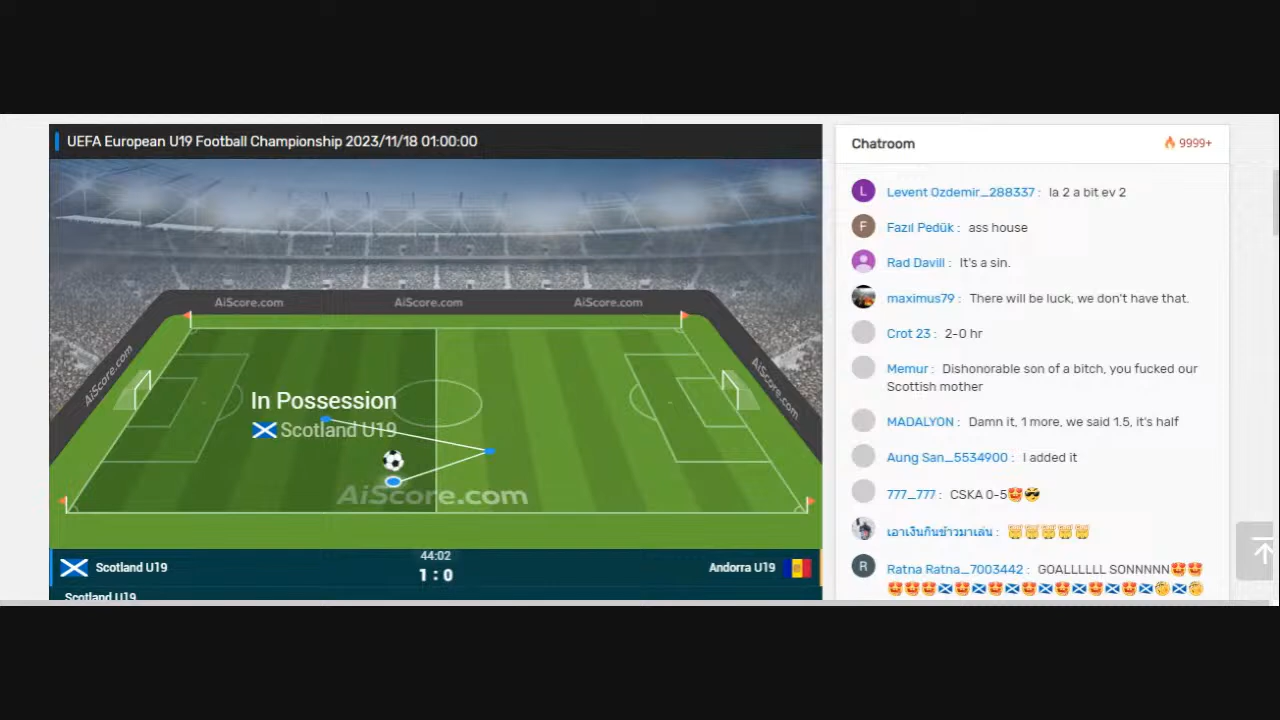 UEFA European U19 Football Championship 2023/11/18 01:00:00
AiScore.com AiScore.com AiScore.com
AiScore.com
AiScore.com
In Possession
Scotland U19
AiScore.com
44:02
Scotland U19 1 : 0 Andorra U19
Scotland U19
Chatroom 9999+
L Levent Ozdemir_288337 : la 2 a bit ev 2
F Fazıl Pedük : ass house
Rad Davill : It's a sin.
maximus79 : There will be luck, we don't have that.
Crot 23 : 2-0 hr
Memur : Dishonorable son of a bitch, you fucked our
Scottish mother
MADALYON : Damn it, 1 more, we said 1.5, it's half
Aung San_5534900 : I added it
777_777 : CSKA 0-5🤩😎
เอาเงินกินข้าวมาเล่น :
R Ratna Ratna_7003442 : GOALLLLLL SONNNNN🤩🤩